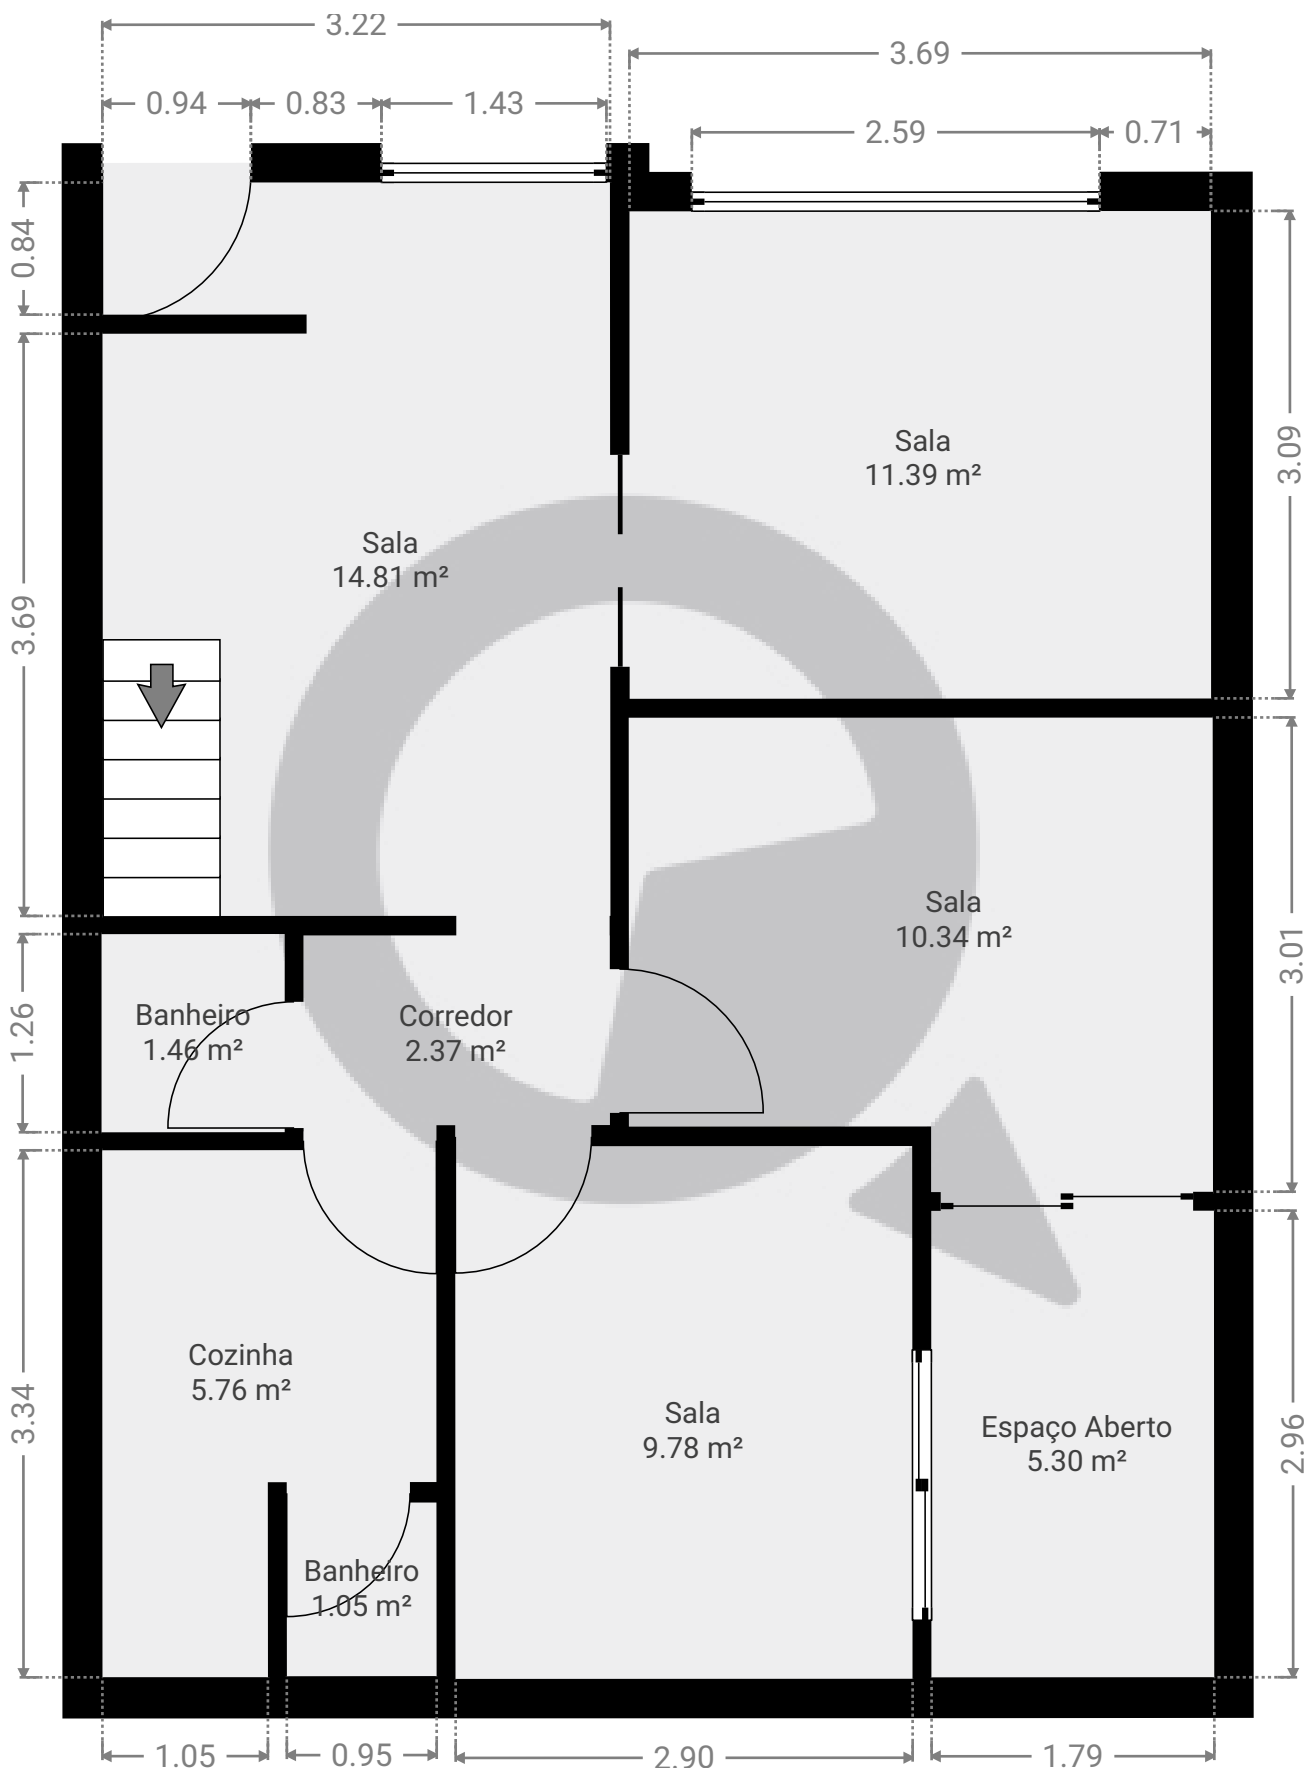 3.22
3.69
0.94
0.83
1.43
2.59
0.71
0.84
Sala
11.39 m²
3.09
Sala
14.81 m²
3.69
Sala
10.34 m²
3.01
Banheiro
1.46 m²
Corredor
2.37 m²
1.26
Cozinha
5.76 m²
3.34
Sala
9.78 m²
Espaço Aberto
5.30 m²
2.96
Banheiro
1.05 m²
1.05
0.95
2.90
1.79